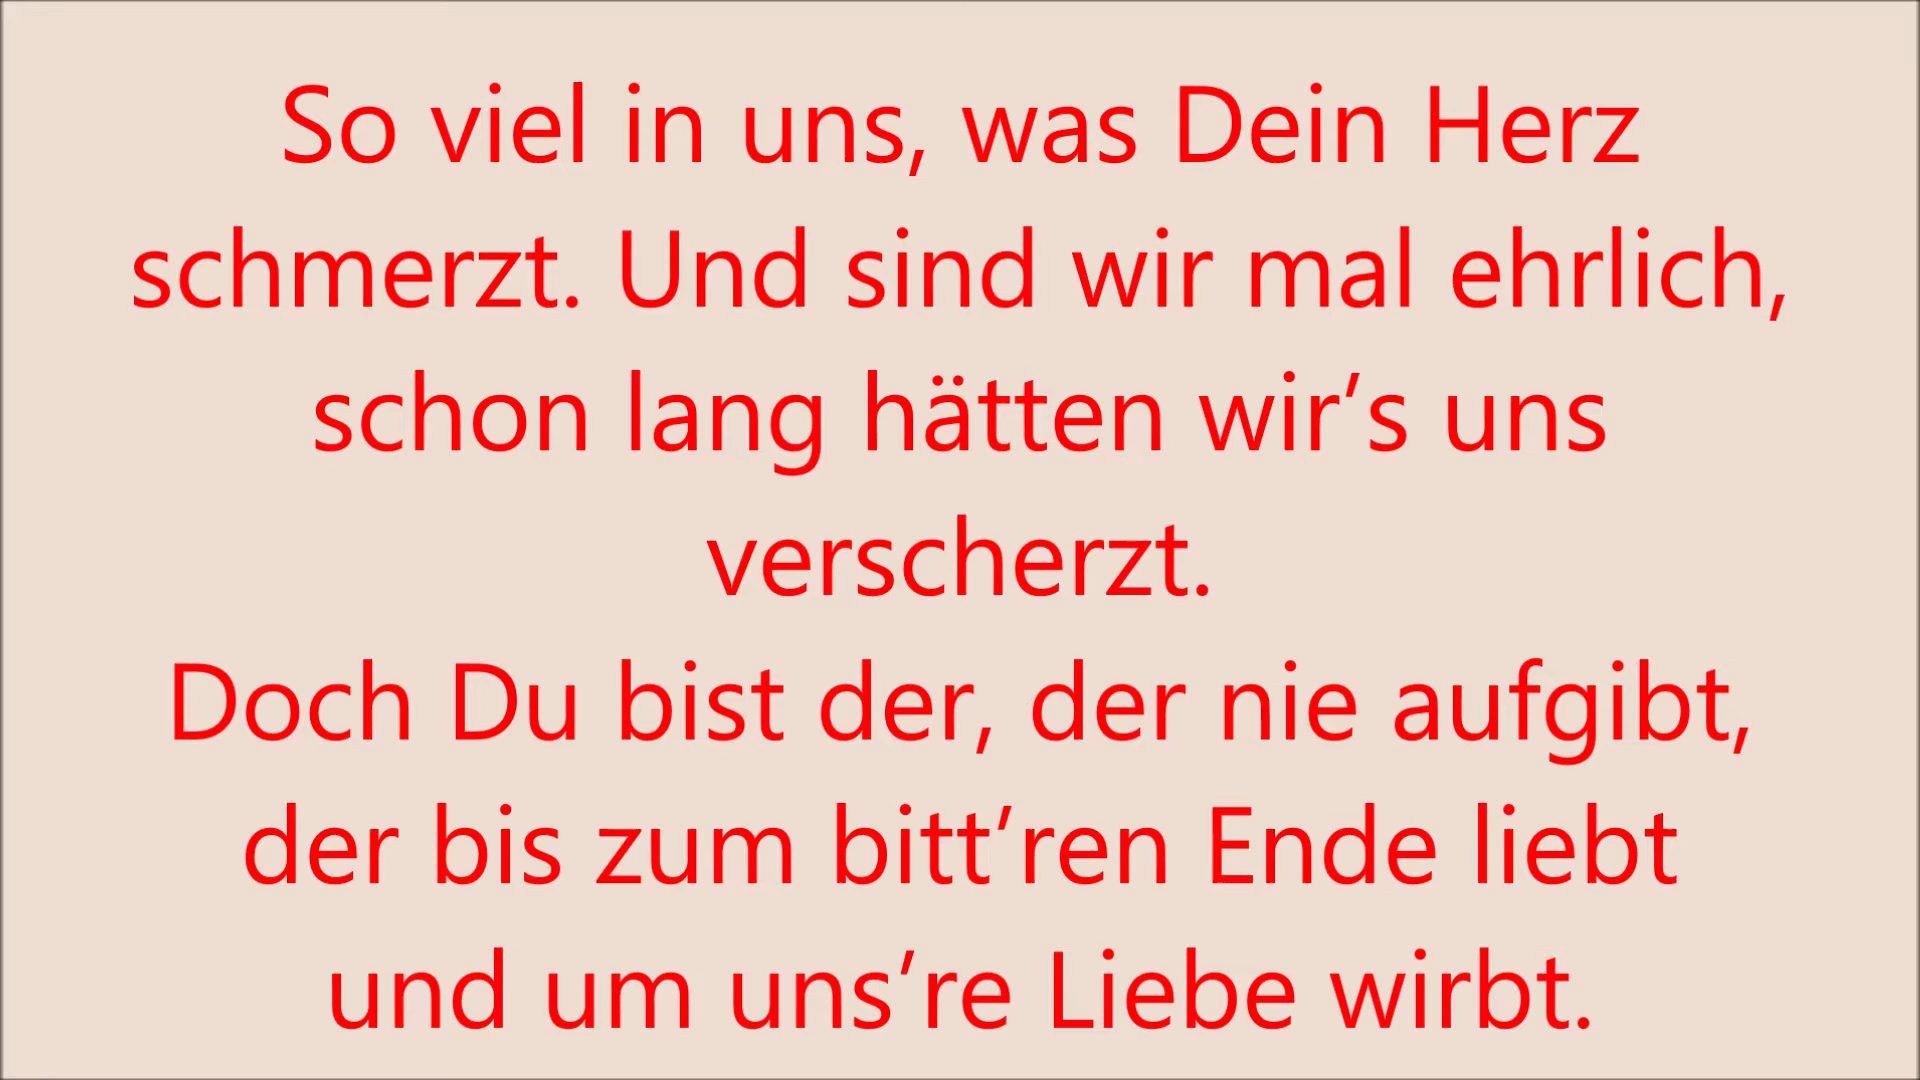 So viel in uns, was Dein Herz
schmerzt. Und sind wir mal ehrlich,
schon lang hätten wir’s uns
verscherzt.
Doch Du bist der, der nie aufgibt,
der bis zum bitt’ren Ende liebt
und um uns’re Liebe wirbt.